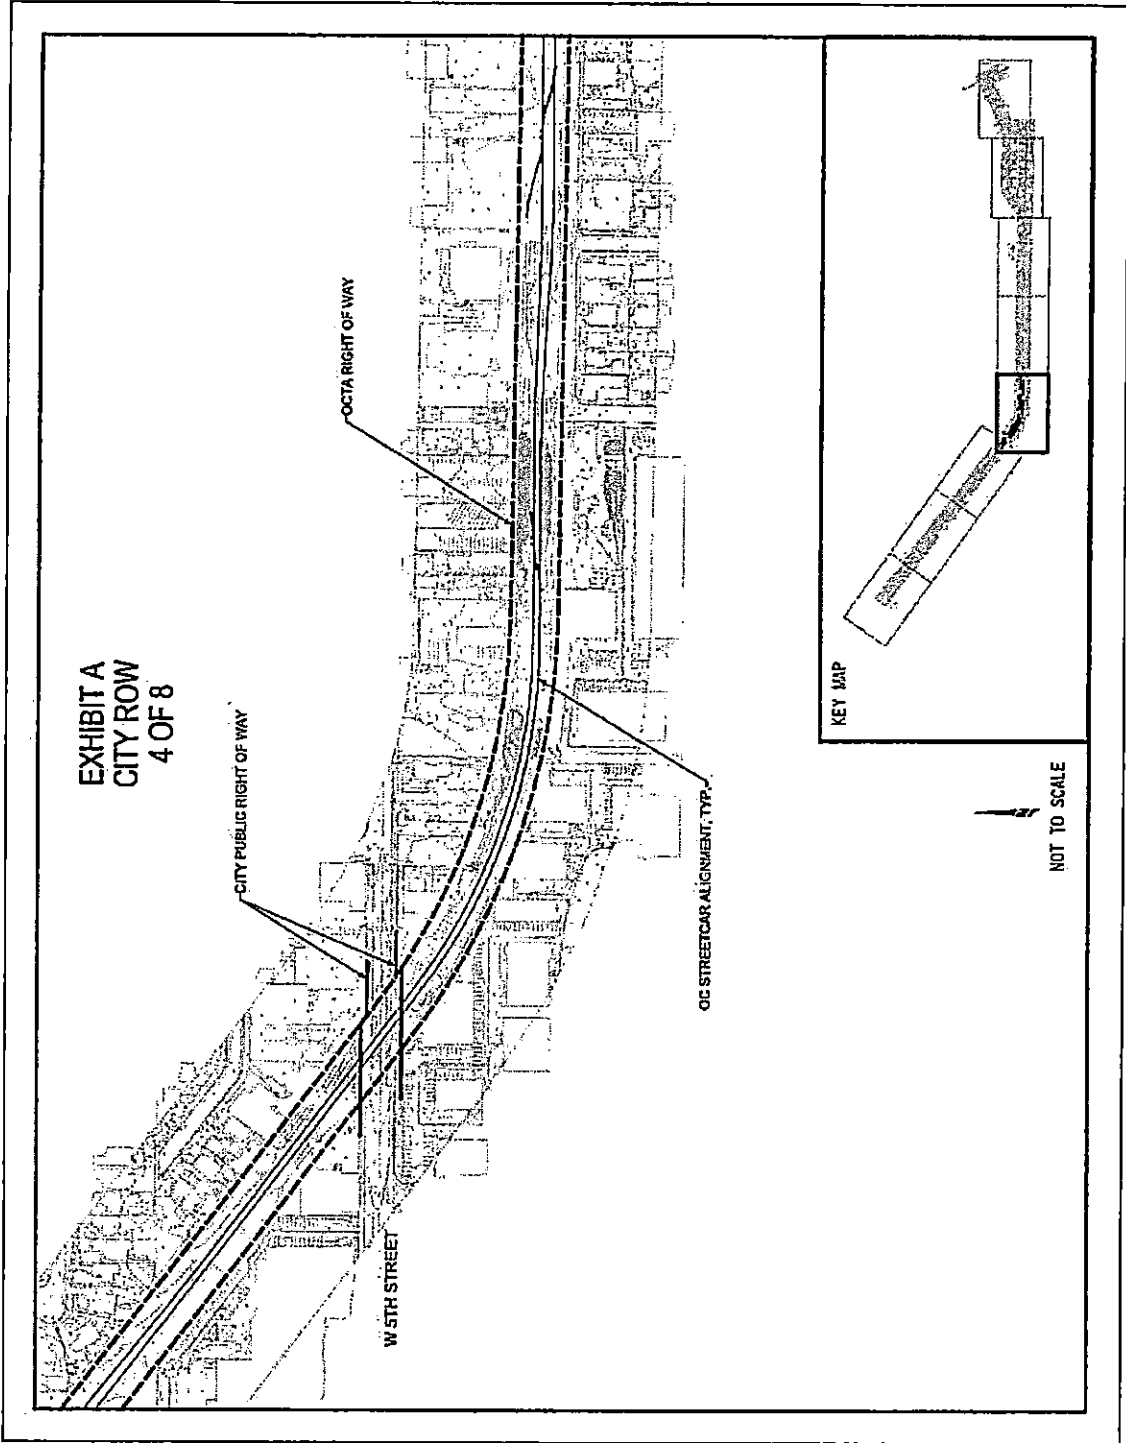 EXHIBIT A
CITY ROW
4 OF 8
CITY PUBLIC RIGHT OF WAY
OCTA RIGHT OF WAY
W 5TH STREET
OC STREETCAR ALIGNMENT, TYP.
KEY MAP
NOT TO SCALE